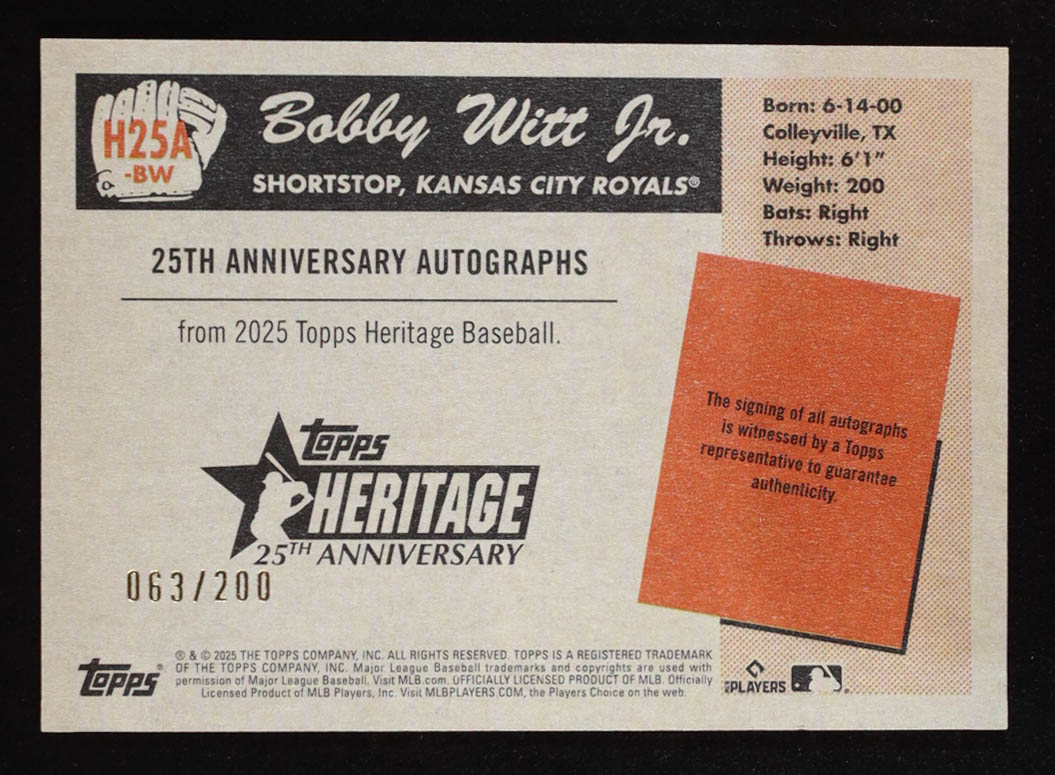 H25A
-BW
Bobby Witt Jr.
SHORTSTOP, KANSAS CITY ROYALS®
Born: 6-14-00
Colleyville, TX
Height: 6'1"
Weight: 200
Bats: Right
Throws: Right
25TH ANNIVERSARY AUTOGRAPHS
from 2025 Topps Heritage Baseball.
The signing of all autographs
is witnessed by a Topps
representative to guarantee
authenticity.
topps
HERITAGE
25TH ANNIVERSARY
063/200
topps®
® & © 2025 THE TOPPS COMPANY, INC. ALL RIGHTS RESERVED. TOPPS IS A REGISTERED TRADEMARK
OF THE TOPPS COMPANY, INC. Major League Baseball trademarks and copyrights are used with
permission of Major League Baseball. Visit MLB.com. OFFICIALLY LICENSED PRODUCT OF MLB. Officially
Licensed Product of MLB Players, Inc. Visit MLBPLAYERS.COM, the Players Choice on the web.
PLAYERS